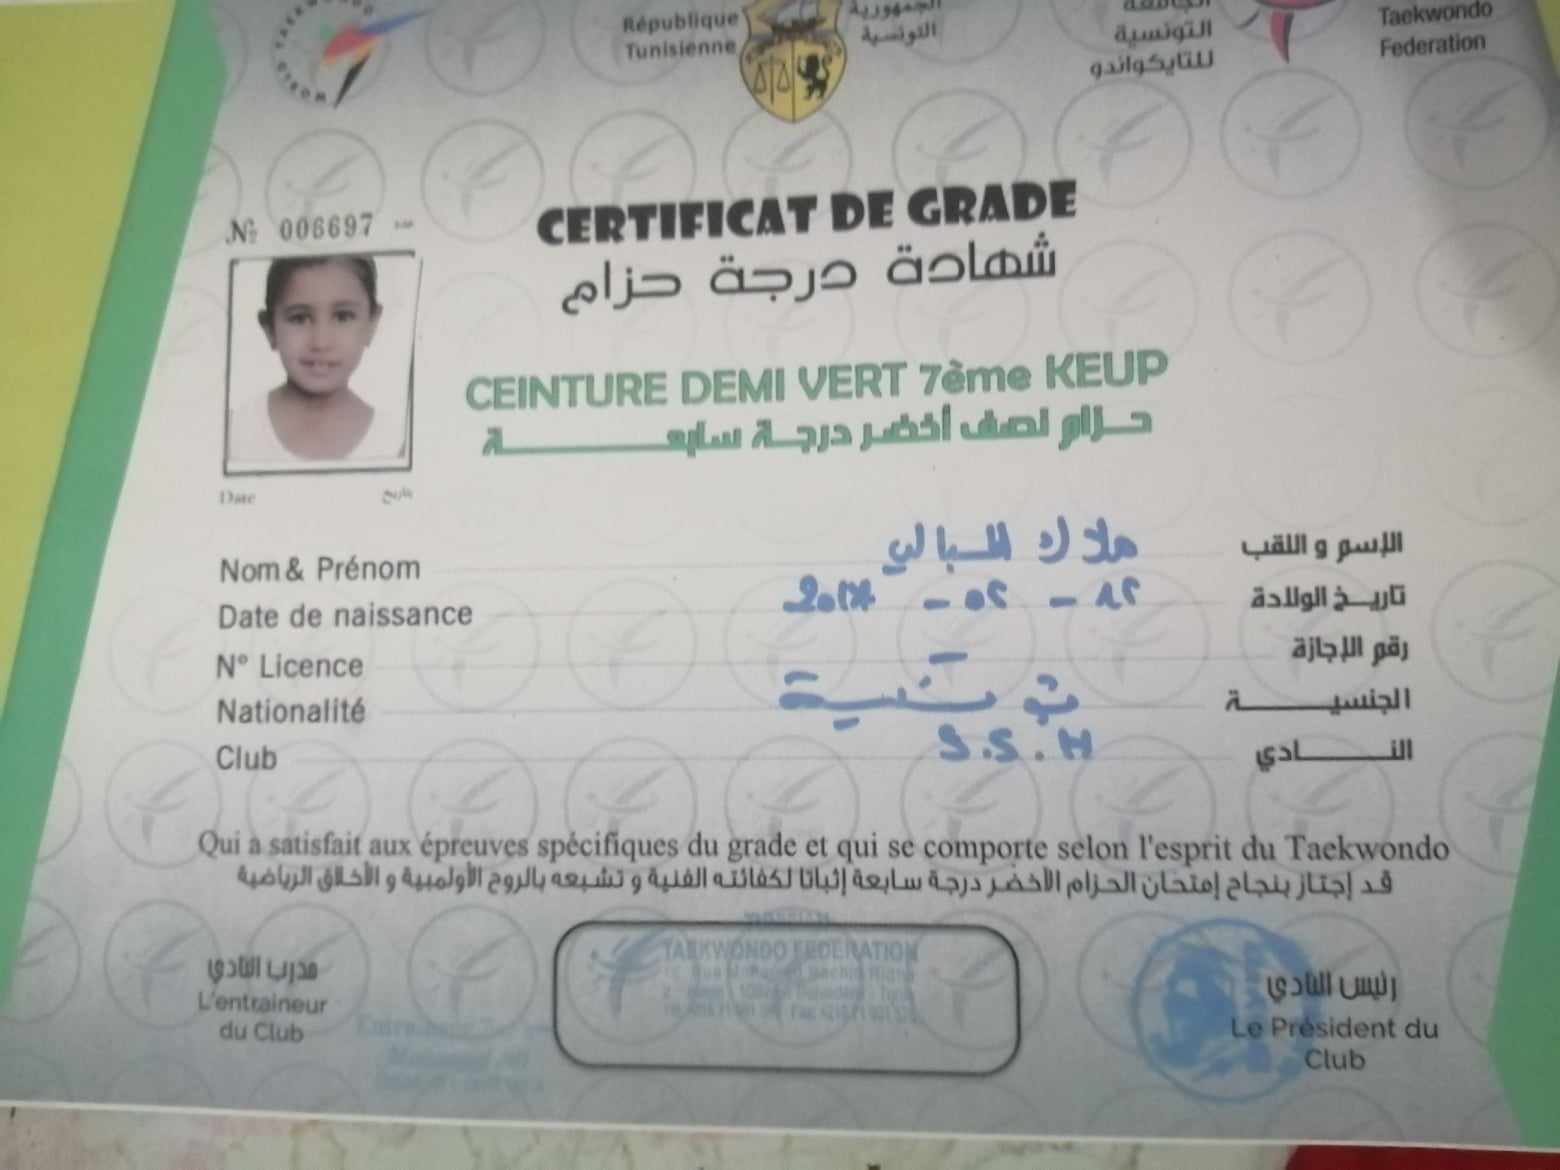 WORLD TAEKWONDO
République
Tunisienne
الجمهورية
التونسية
الجامعة
التونسية
للتايكواندو
Taekwondo
Federation
№ 006697
CERTIFICAT DE GRADE
شهادة درجة حزام
CEINTURE DEMI VERT 7ème KEUP
حزام نصف أخضر درجة سابعة
Date تاريخ
Nom & Prénom ملاك الإسم و اللقب
Date de naissance تاريخ الولادة
N° Licence – رقم الإجازة
Nationalité تونسية الجنسية
Club S.S.H النادي
Qui a satisfait aux épreuves spécifiques du grade et qui se comporte selon l'esprit du Taekwondo
قد إجتاز بنجاح إمتحان الحزام الأخضر درجة سابعة إثباتا لكفائته الفنية و تشبعه بالروح الأولمبية و الأخلاق الرياضية
TAEKWONDO FEDERATION
مدرب النادي
L'entraineur
du Club
رئيس النادي
Le Président du
Club